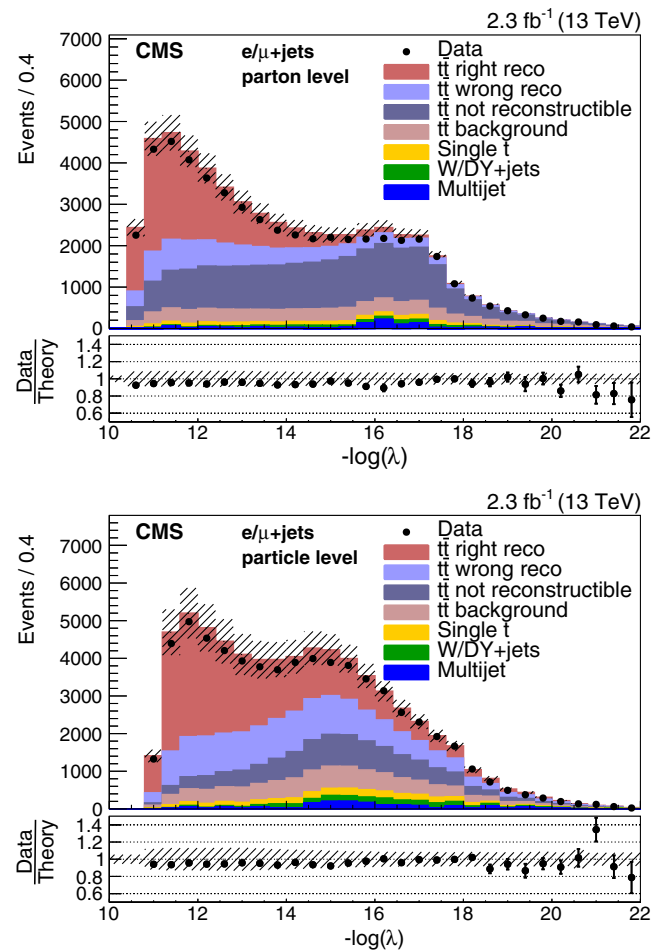 2.3 fb⁻¹ (13 TeV)
7000
6000
5000
4000
3000
2000
1000
0
Events / 0.4
CMS
e/μ+jets
parton level
Data
tt̄ right reco
tt̄ wrong reco
tt̄ not reconstructible
tt̄ background
Single t
W/DY+jets
Multijet
Data
Theory
1.4
1.2
1
0.8
0.6
10 12 14 16 18 20 22
-log(λ)
2.3 fb⁻¹ (13 TeV)
7000
6000
5000
4000
3000
2000
1000
0
Events / 0.4
CMS
e/μ+jets
particle level
Data
tt̄ right reco
tt̄ wrong reco
tt̄ not reconstructible
tt̄ background
Single t
W/DY+jets
Multijet
Data
Theory
1.4
1.2
1
0.8
0.6
10 12 14 16 18 20 22
-log(λ)